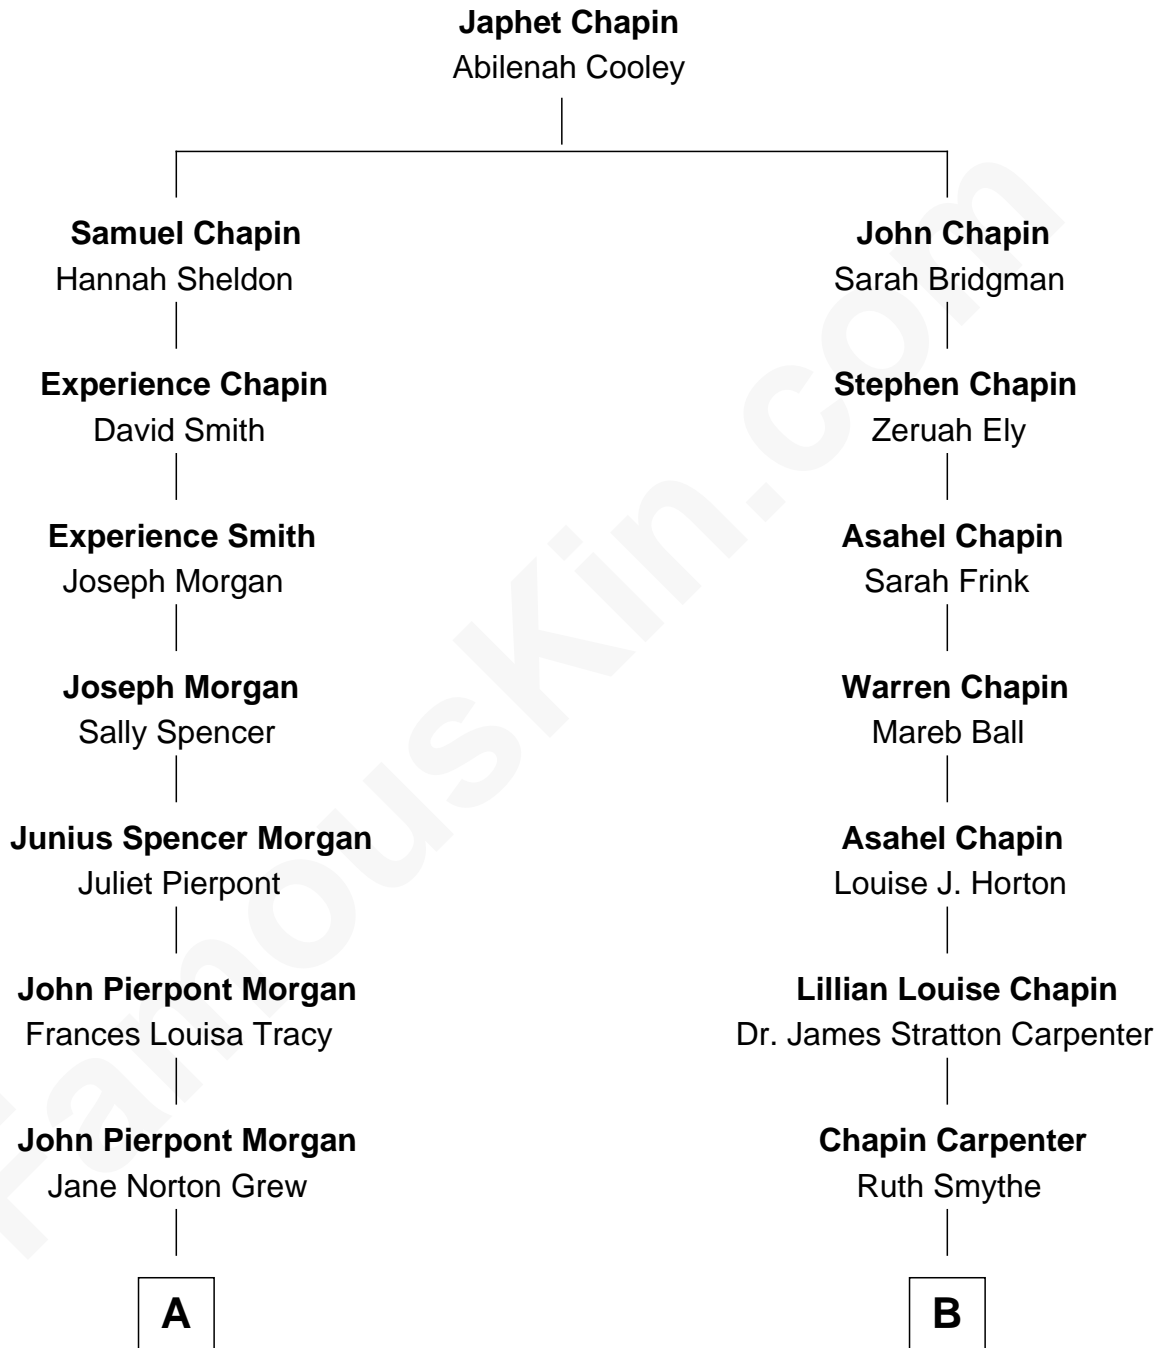 Japhet Chapin
Abilenah Cooley
Samuel Chapin
Hannah Sheldon
John Chapin
Sarah Bridgman
Experience Chapin
David Smith
Stephen Chapin
Zeruah Ely
Experience Smith
Joseph Morgan
Asahel Chapin
Sarah Frink
Joseph Morgan
Sally Spencer
Warren Chapin
Mareb Ball
Junius Spencer Morgan
Juliet Pierpont
Asahel Chapin
Louise J. Horton
John Pierpont Morgan
Frances Louisa Tracy
Lillian Louise Chapin
Dr. James Stratton Carpenter
John Pierpont Morgan
Jane Norton Grew
Chapin Carpenter
Ruth Smythe
A
B
FamousKin.com